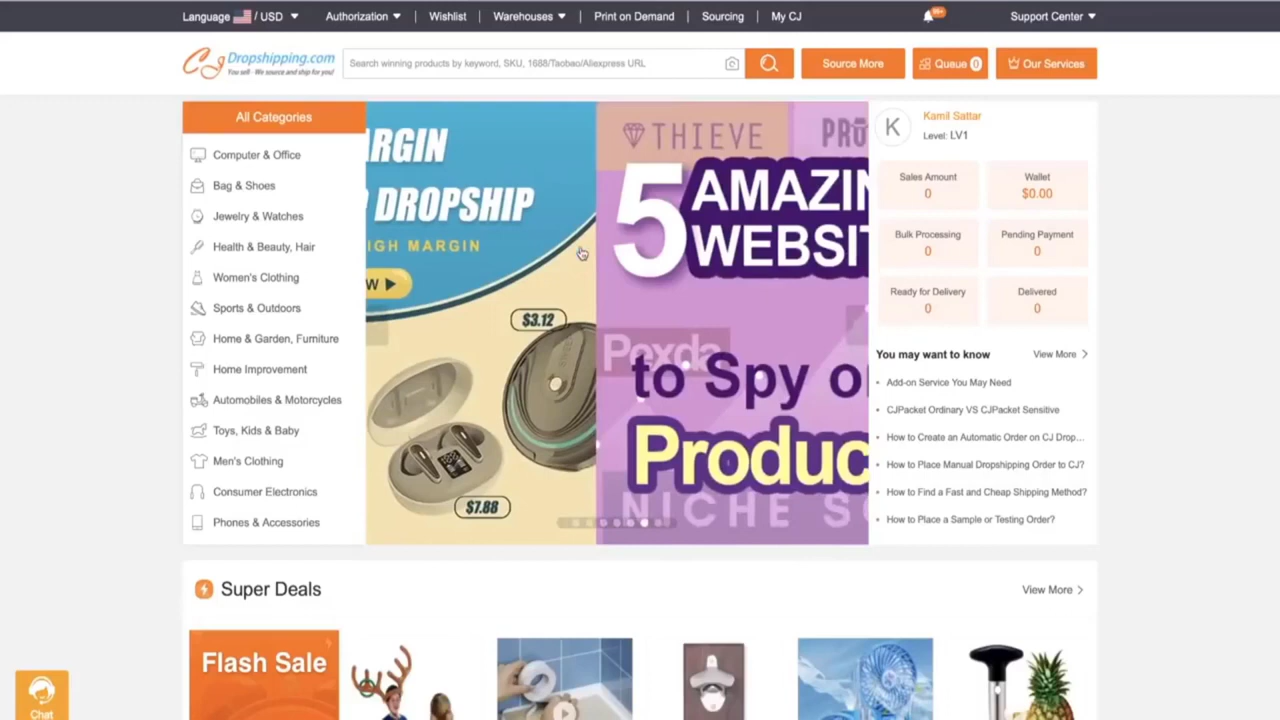 Language / USD Authorization Wishlist Warehouses Print on Demand Sourcing My CJ 99+ Support Center
CJ Dropshipping.com
You sell - We source and ship for you!
Search winning products by keyword, SKU, 1688/Taobao/Aliexpress URL
Source More
Queue 0
Our Services
All Categories
Computer & Office
Bag & Shoes
Jewelry & Watches
Health & Beauty, Hair
Women's Clothing
Sports & Outdoors
Home & Garden, Furniture
Home Improvement
Automobiles & Motorcycles
Toys, Kids & Baby
Men's Clothing
Consumer Electronics
Phones & Accessories
DROPSHIP
$3.12
$7.88
THIEVE
5 AMAZIN
WEBSIT
Pexda
to Spy o
Produc
NICHE
K
Kamil Sattar
Level: LV1
Sales Amount
0
Wallet
$0.00
Bulk Processing
0
Pending Payment
0
Ready for Delivery
0
Delivered
0
You may want to know View More
Add-on Service You May Need
CJPacket Ordinary VS CJPacket Sensitive
How to Create an Automatic Order on CJ Drop...
How to Place Manual Dropshipping Order to CJ?
How to Find a Fast and Cheap Shipping Method?
How to Place a Sample or Testing Order?
Super Deals View More
Flash Sale
Chat